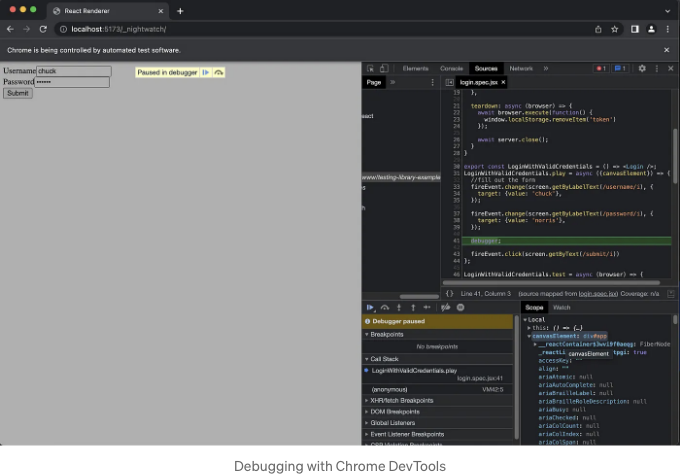 React Renderer
localhost:5173/_nightwatch/
Chrome is being controlled by automated test software.
Username chuck
Password ••••••
Submit
Paused in debugger
Elements Console Sources Network »
1 1
Page »
login.spec.jsx
eact
www/testing-library-example
s
h
19 },
20
21 teardown: async (browser) => {
22 await browser.execute(function() {
23 window.localStorage.removeItem('token')
24 });
25
26 await server.close();
27 }
28 }
29
30 export const LoginWithValidCredentials = () => <Login />;
31 LoginWithValidCredentials.play = async ({canvasElement}) => {
32 //fill out the form
33 fireEvent.change(screen.getByLabelText(/username/i), {
34 target: {value: 'chuck'},
35 });
36
37 fireEvent.change(screen.getByLabelText(/password/i), {
38 target: {value: 'norris'},
39 });
40
41 debugger;
42
43 fireEvent.click(screen.getByText(/submit/i))
44 };
45
46 LoginWithValidCredentials.test = async (browser) => {
{} Line 41, Column 3 (source mapped from login.spec.jsx) Coverage: n/a
Debugger paused
Breakpoints
No breakpoints
Call Stack
LoginWithValidCredentials.play
login.spec.jsx:41
(anonymous) VM42:5
XHR/fetch Breakpoints
DOM Breakpoints
Global Listeners
Event Listener Breakpoints
CSP Violation Breakpoints
Scope Watch
Local
this: () => {…}
canvasElement: div#app
FiberNode
canvasElement
true
accessKey: ""
align: ""
ariaAtomic: null
ariaAutoComplete: null
ariaBrailleLabel: null
ariaBrailleRoleDescription: null
ariaBusy: null
ariaChecked: null
ariaColCount: null
ariaColIndex: null
ariaColSpan: null
Debugging with Chrome DevTools